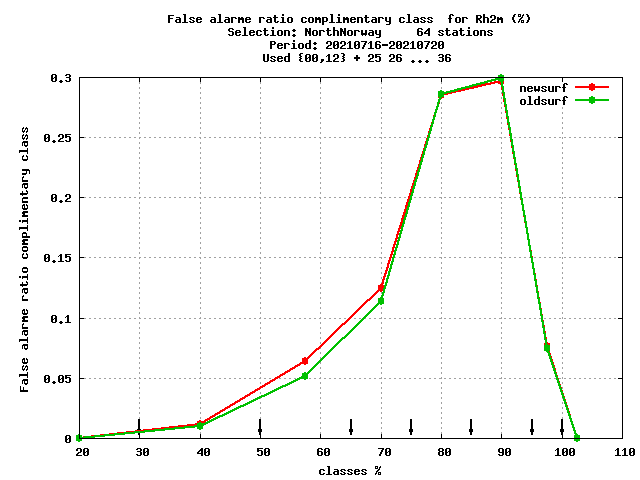 False alarme ratio complimentary class  for Rh2m (%)
Selection: NorthNorway     64 stations
Period: 20210716-20210720
Used {00,12} + 25 26 ... 36
newsurf
oldsurf
0.3
0.25
0.2
0.15
0.1
0.05
0
False alarme ratio complimentary class
20 30 40 50 60 70 80 90 100 110
classes %